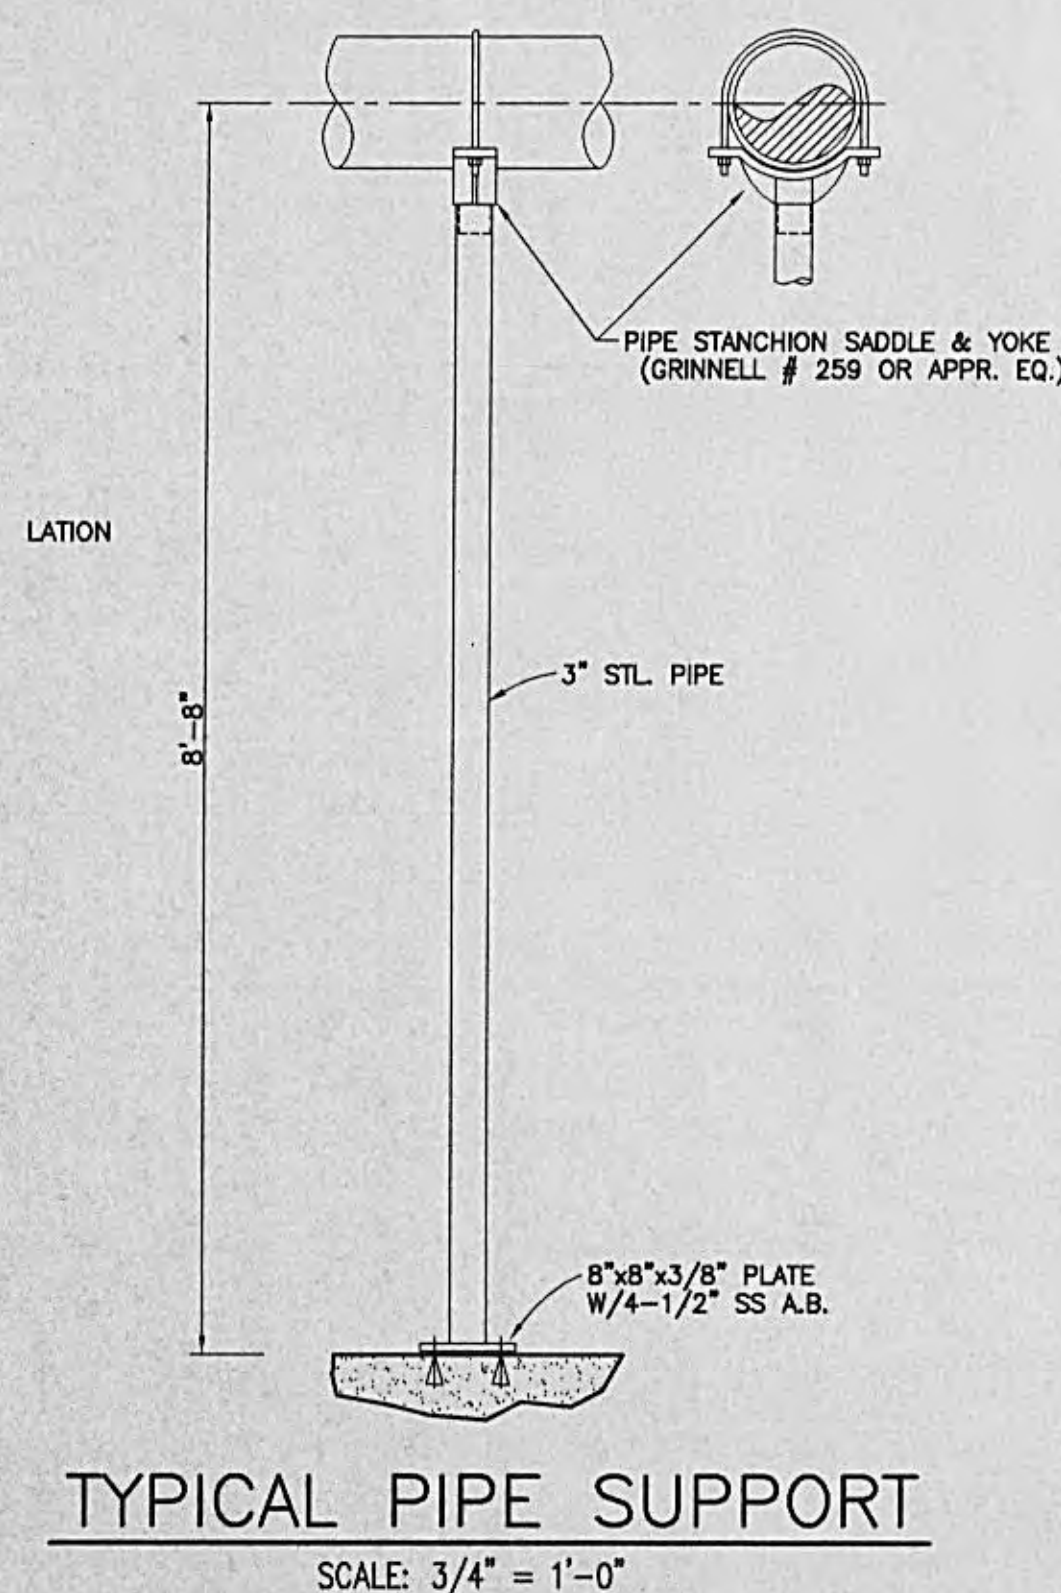 PIPE STANCHION SADDLE & YOKE
(GRINNELL # 259 OR APPR. EQ.)
LATION
3" STL. PIPE
8'-8"
8"x8"x3/8" PLATE
W/4-1/2" SS A.B.
TYPICAL PIPE SUPPORT
SCALE: 3/4" = 1'-0"